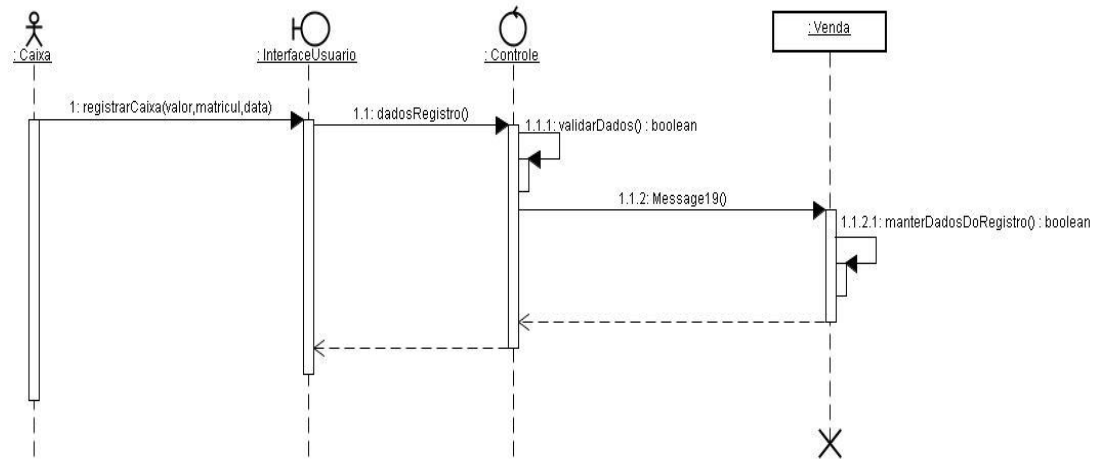 : Caixa
: InterfaceUsuario
: Controle
: Venda
1: registrarCaixa(valor,matricul,data)
1.1: dadosRegistro()
1.1.1: validarDados() : boolean
1.1.2: Message19()
1.1.2.1: manterDadosDoRegistro() : boolean